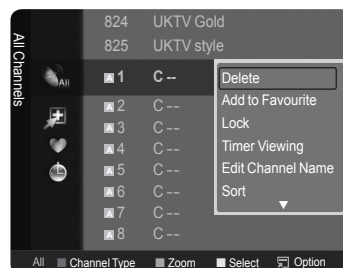 All Channels
824 UKTV Gold
825 UKTV style
All
A 1 C --
A 2 C --
A 3 C --
A 4 C --
A 5 C --
A 6 C --
A 7 C --
A 8 C --
Delete
Add to Favourite
Lock
Timer Viewing
Edit Channel Name
Sort
All Channel Type Zoom Select Option